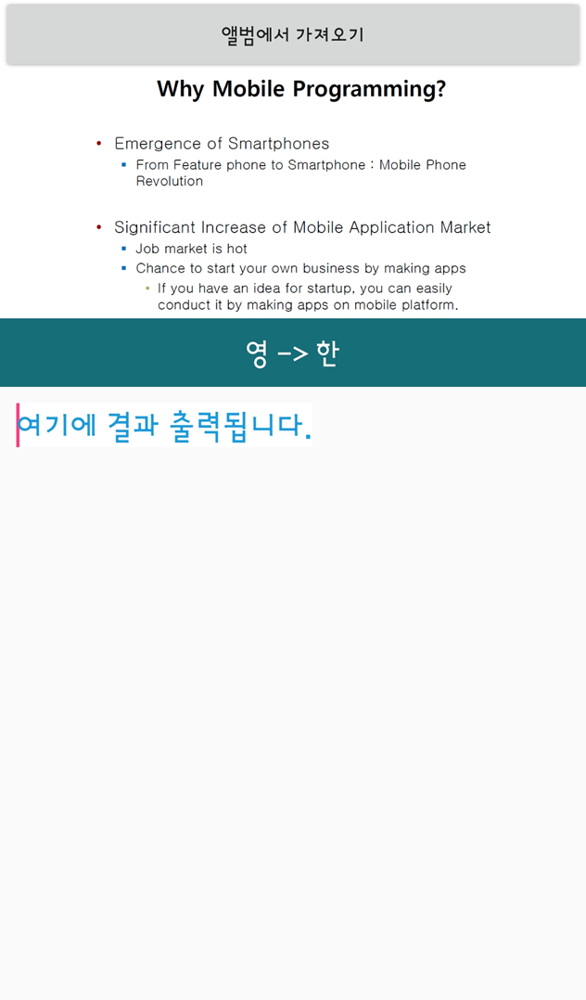 앨범에서 가져오기
Why Mobile Programming?
• Emergence of Smartphones
▪ From Feature phone to Smartphone : Mobile Phone
Revolution
• Significant Increase of Mobile Application Market
▪ Job market is hot
▪ Chance to start your own business by making apps
• If you have an idea for startup, you can easily
conduct it by making apps on mobile platform.
영 -> 한
여기에 결과 출력됩니다.